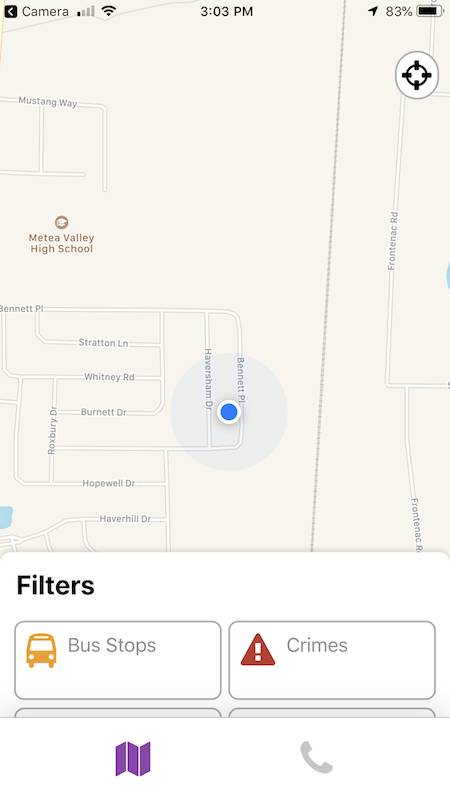 Camera
3:03 PM
83%
Mustang Way
Metea Valley
High School
Frontenac Rd
Bennett Pl
Stratton Ln
Haversham Dr
Bennett Pl
Whitney Rd
Burnett Dr
Roxbury Dr
Hopewell Dr
Haverhill Dr
Frontenac R
Filters
Bus Stops
Crimes